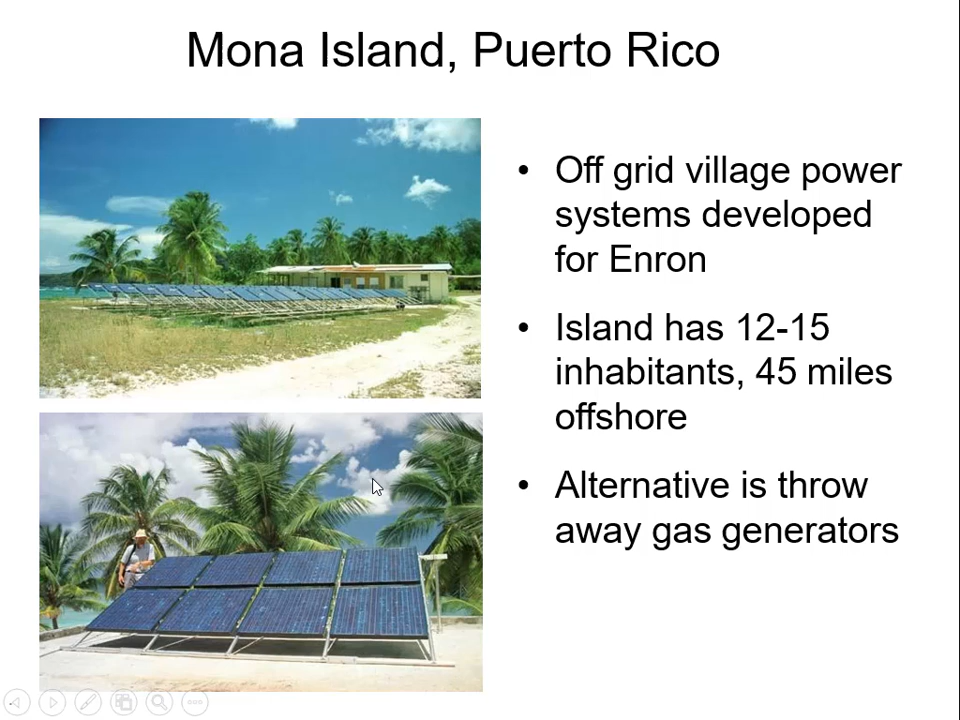 Mona Island, Puerto Rico
• Off grid village power
systems developed
for Enron
• Island has 12-15
inhabitants, 45 miles
offshore
• Alternative is throw
away gas generators